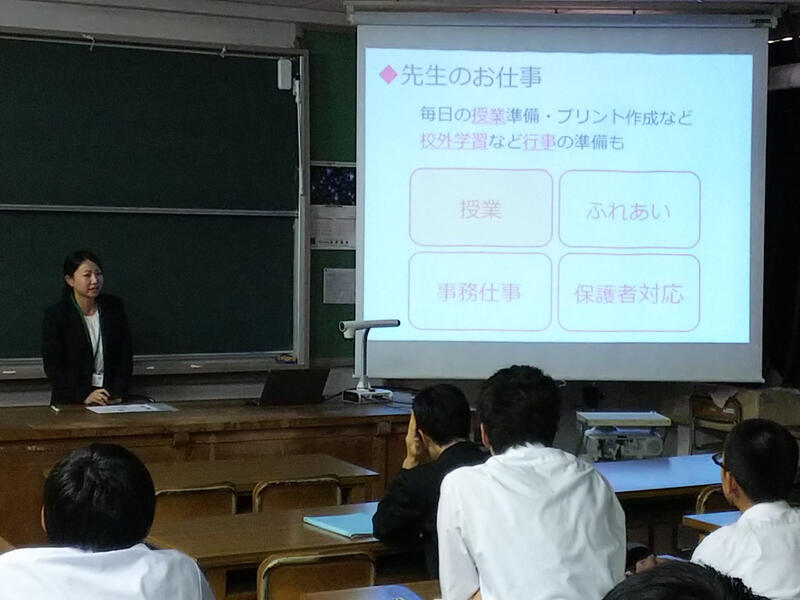 ◆先生のお仕事
毎日の授業準備・プリント作成など
校外学習など行事の準備も
授業
ふれあい
事務仕事
保護者対応